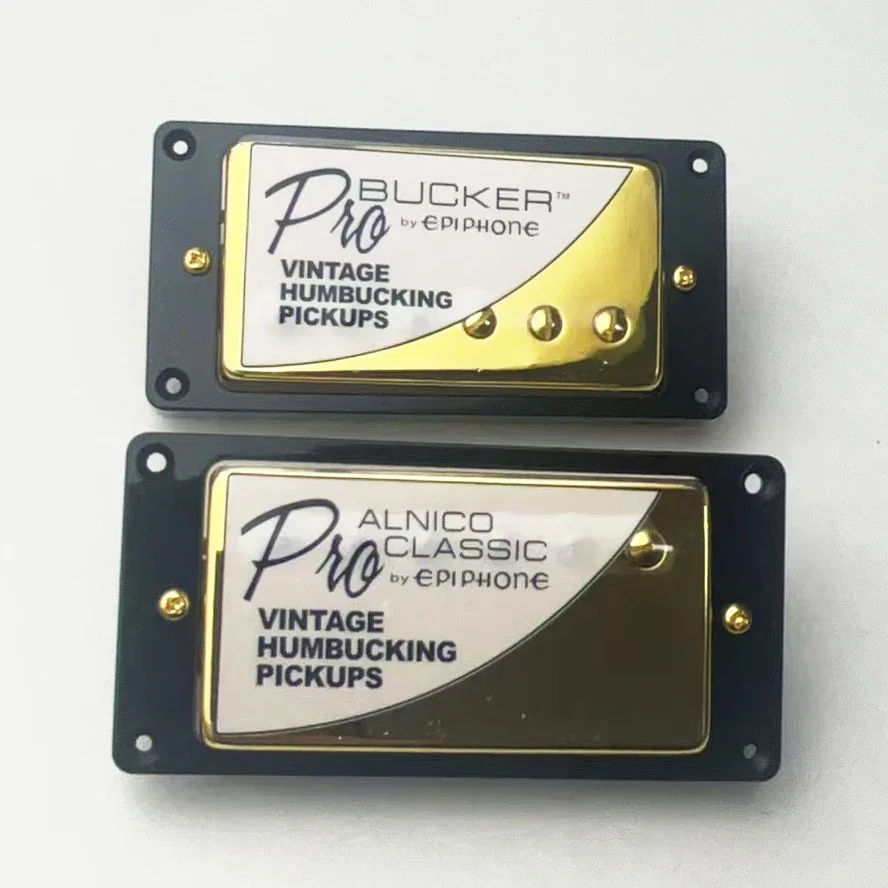 Pro BUCKER™
by EPIPHONE
VINTAGE
HUMBUCKING
PICKUPS
Pro ALNICO
CLASSIC
by EPIPHONE
VINTAGE
HUMBUCKING
PICKUPS